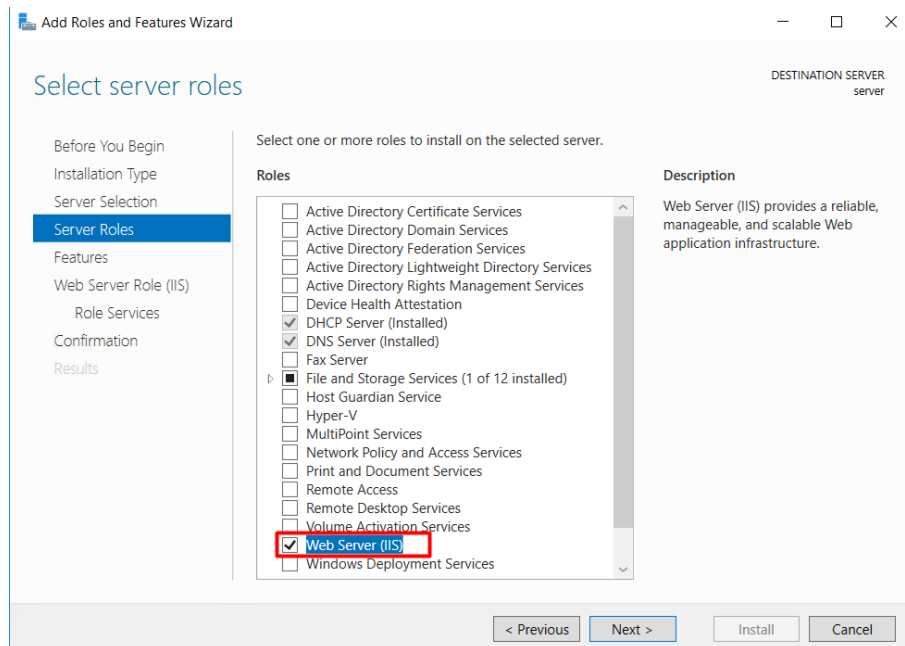 Add Roles and Features Wizard
Select server roles
DESTINATION SERVER
server
Before You Begin
Installation Type
Server Selection
Server Roles
Features
Web Server Role (IIS)
Role Services
Confirmation
Results
Select one or more roles to install on the selected server.
Roles
Active Directory Certificate Services
Active Directory Domain Services
Active Directory Federation Services
Active Directory Lightweight Directory Services
Active Directory Rights Management Services
Device Health Attestation
DHCP Server (Installed)
DNS Server (Installed)
Fax Server
File and Storage Services (1 of 12 installed)
Host Guardian Service
Hyper-V
MultiPoint Services
Network Policy and Access Services
Print and Document Services
Remote Access
Remote Desktop Services
Volume Activation Services
Web Server (IIS)
Windows Deployment Services
Description
Web Server (IIS) provides a reliable,
manageable, and scalable Web
application infrastructure.
< Previous
Next >
Install
Cancel